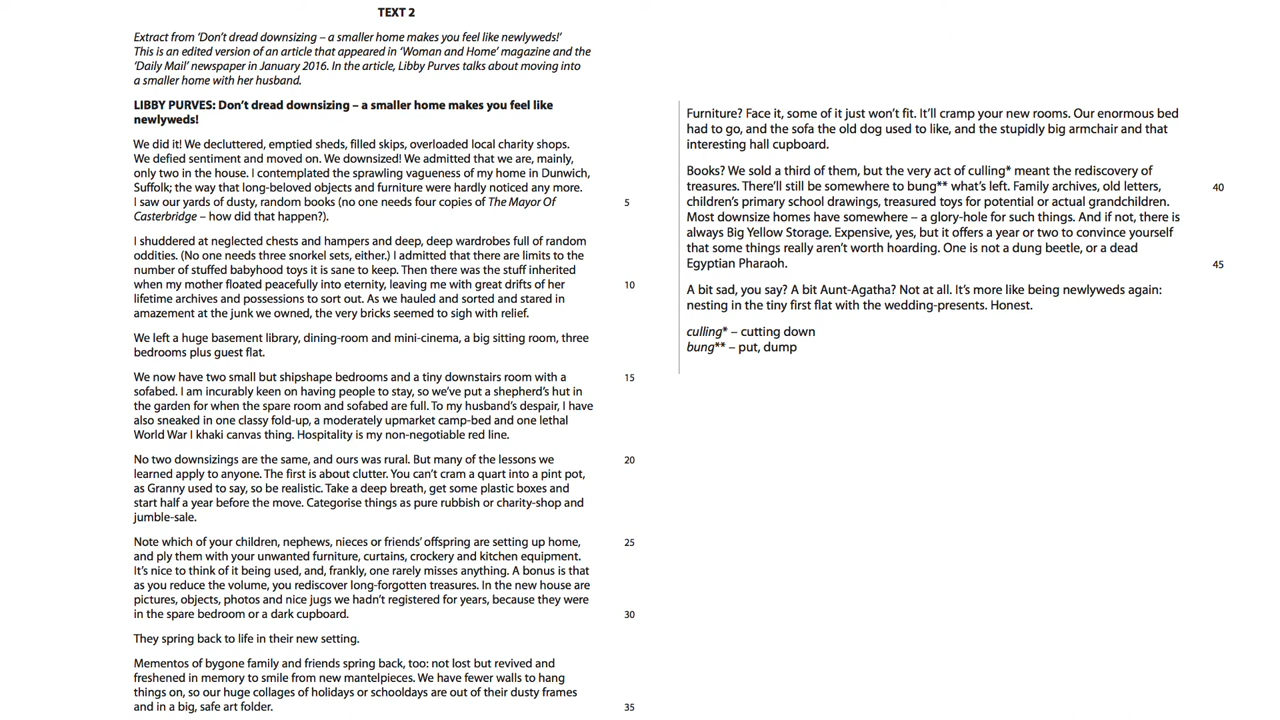 TEXT 2
Extract from ‘Don’t dread downsizing – a smaller home makes you feel like newlyweds!’
This is an edited version of an article that appeared in ‘Woman and Home’ magazine and the
‘Daily Mail’ newspaper in January 2016. In the article, Libby Purves talks about moving into
a smaller home with her husband.
LIBBY PURVES: Don’t dread downsizing – a smaller home makes you feel like
newlyweds!
We did it! We decluttered, emptied sheds, filled skips, overloaded local charity shops.
We defied sentiment and moved on. We downsized! We admitted that we are, mainly,
only two in the house. I contemplated the sprawling vagueness of my home in Dunwich,
Suffolk; the way that long-beloved objects and furniture were hardly noticed any more.
I saw our yards of dusty, random books (no one needs four copies of The Mayor Of 5
Casterbridge – how did that happen?).
I shuddered at neglected chests and hampers and deep, deep wardrobes full of random
oddities. (No one needs three snorkel sets, either.) I admitted that there are limits to the
number of stuffed babyhood toys it is sane to keep. Then there was the stuff inherited
when my mother floated peacefully into eternity, leaving me with great drifts of her 10
lifetime archives and possessions to sort out. As we hauled and sorted and stared in
amazement at the junk we owned, the very bricks seemed to sigh with relief.
We left a huge basement library, dining-room and mini-cinema, a big sitting room, three
bedrooms plus guest flat.
We now have two small but shipshape bedrooms and a tiny downstairs room with a 15
sofabed. I am incurably keen on having people to stay, so we’ve put a shepherd’s hut in
the garden for when the spare room and sofabed are full. To my husband’s despair, I have
also sneaked in one classy fold-up, a moderately upmarket camp-bed and one lethal
World War I khaki canvas thing. Hospitality is my non-negotiable red line.
No two downsizings are the same, and ours was rural. But many of the lessons we 20
learned apply to anyone. The first is about clutter. You can’t cram a quart into a pint pot,
as Granny used to say, so be realistic. Take a deep breath, get some plastic boxes and
start half a year before the move. Categorise things as pure rubbish or charity-shop and
jumble-sale.
Note which of your children, nephews, nieces or friends’ offspring are setting up home, 25
and ply them with your unwanted furniture, curtains, crockery and kitchen equipment.
It’s nice to think of it being used, and, frankly, one rarely misses anything. A bonus is that
as you reduce the volume, you rediscover long-forgotten treasures. In the new house are
pictures, objects, photos and nice jugs we hadn’t registered for years, because they were
in the spare bedroom or a dark cupboard. 30
They spring back to life in their new setting.
Mementos of bygone family and friends spring back, too: not lost but revived and
freshened in memory to smile from new mantelpieces. We have fewer walls to hang
things on, so our huge collages of holidays or schooldays are out of their dusty frames
and in a big, safe art folder. 35
Furniture? Face it, some of it just won’t fit. It’ll cramp your new rooms. Our enormous bed
had to go, and the sofa the old dog used to like, and the stupidly big armchair and that
interesting hall cupboard.
Books? We sold a third of them, but the very act of culling* meant the rediscovery of
treasures. There’ll still be somewhere to bung** what’s left. Family archives, old letters, 40
children’s primary school drawings, treasured toys for potential or actual grandchildren.
Most downsize homes have somewhere – a glory-hole for such things. And if not, there is
always Big Yellow Storage. Expensive, yes, but it offers a year or two to convince yourself
that some things really aren’t worth hoarding. One is not a dung beetle, or a dead
Egyptian Pharaoh. 45
A bit sad, you say? A bit Aunt-Agatha? Not at all. It’s more like being newlyweds again:
nesting in the tiny first flat with the wedding-presents. Honest.
culling* – cutting down
bung** – put, dump